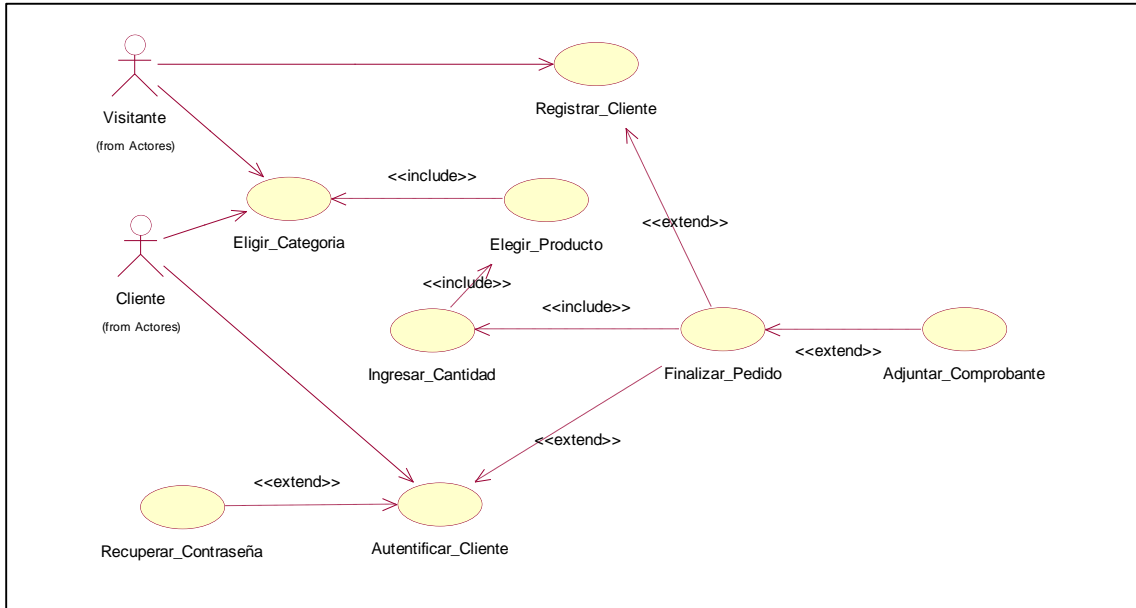 Visitante
(from Actores)
Registrar_Cliente
<<include>>
<<extend>>
Eligir_Categoria
Elegir_Producto
<<include>>
Cliente
(from Actores)
<<include>>
<<extend>>
Ingresar_Cantidad
Finalizar_Pedido
Adjuntar_Comprobante
<<extend>>
<<extend>>
Recuperar_Contraseña
Autentificar_Cliente